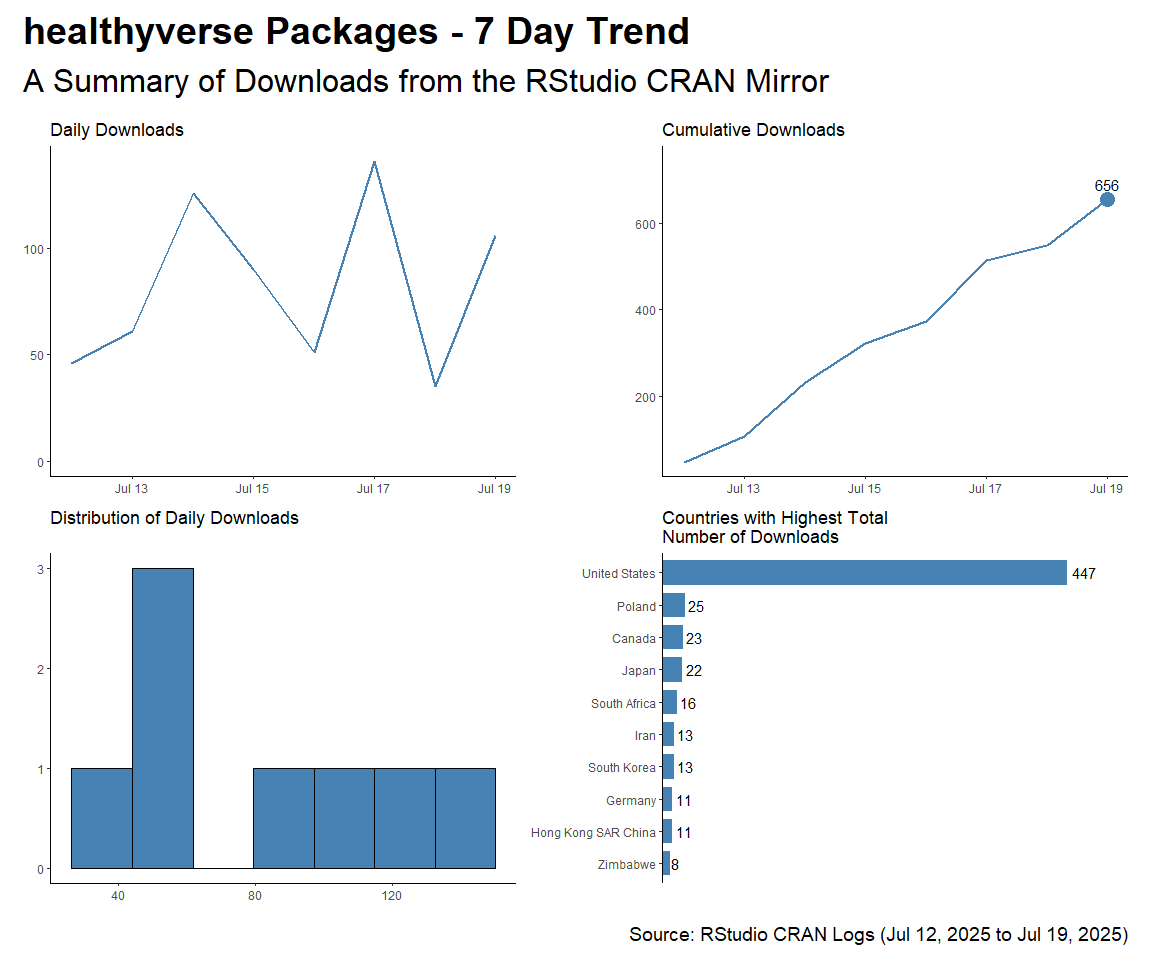 healthyverse Packages - 7 Day Trend
A Summary of Downloads from the RStudio CRAN Mirror
Daily Downloads
100
50
0
Jul 13
Jul 15
Jul 17
Jul 19
Cumulative Downloads
656
600
400
200
Jul 13
Jul 15
Jul 17
Jul 19
Distribution of Daily Downloads
3
2
1
0
40
80
120
Countries with Highest Total
Number of Downloads
United States 447
Poland 25
Canada 23
Japan 22
South Africa 16
Iran 13
South Korea 13
Germany 11
Hong Kong SAR China 11
Zimbabwe 8
Source: RStudio CRAN Logs (Jul 12, 2025 to Jul 19, 2025)